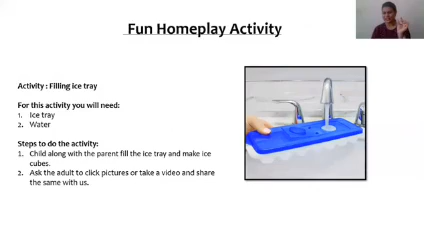 Fun Homeplay Activity
Activity : Filling ice tray
For this activity you will need:
1. Ice tray
2. Water
Steps to do the activity:
1. Child along with the parent fill the ice tray and make ice
cubes.
2. Ask the adult to click pictures or take a video and share
the same with us.